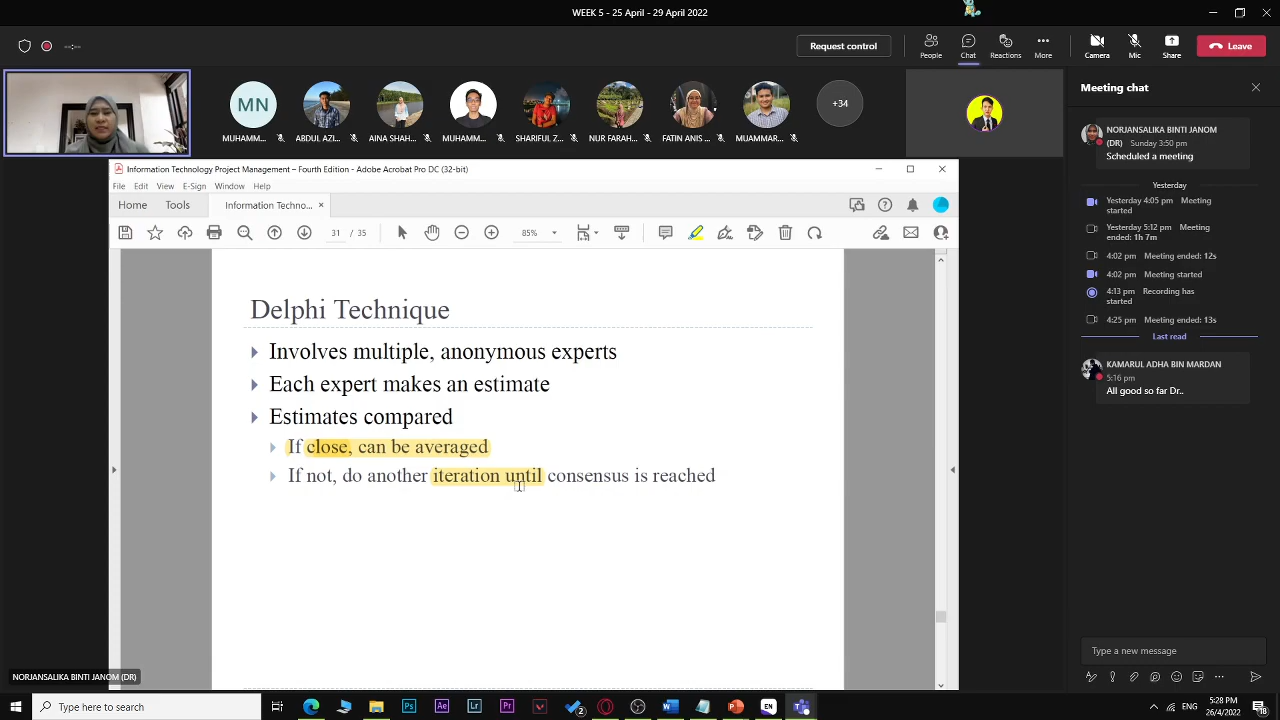 WEEK 5 - 25 April - 29 April 2022
--:--
Request control
People
Chat
Reactions
More
Camera
Mic
Share
Leave
MN
+34
MUHAMM...
ABDUL AZI...
AINA SHAH...
MUHAMM...
SHARIFUL Z...
NUR FARAH...
FATIN ANIS ...
MUAMMAR...
Meeting chat
NORJANSALIKA BINTI JANOM
(DR) Sunday 3:50 pm
Scheduled a meeting
Yesterday
Yesterday 4:05 pm Meeting
started
Yesterday 5:12 pm Meeting
ended: 1h 7m
4:02 pm Meeting ended: 12s
4:02 pm Meeting started
4:13 pm Recording has
started
4:25 pm Meeting ended: 13s
Last read
KAMARUL ADHA BIN MARDAN
5:16 pm
All good so far Dr..
Type a new message
Information Technology Project Management – Fourth Edition - Adobe Acrobat Pro DC (32-bit)
File Edit View E-Sign Window Help
Home Tools Information Techno... ×
31 / 35
85%
Delphi Technique
Involves multiple, anonymous experts
Each expert makes an estimate
Estimates compared
If close, can be averaged
If not, do another iteration until consensus is reached
NORJANSALIKA BINTI JANOM (DR)
Type here to search
Ps
Ae
Lr
Pr
2
W
P
EN
ENG
5:28 PM
26/4/2022
8